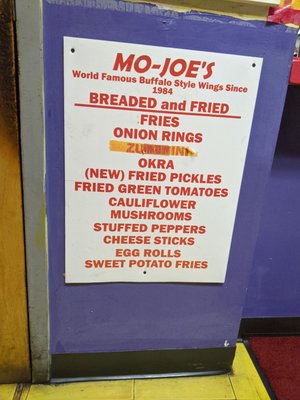 MO-JOE'S
World Famous Buffalo Style Wings Since
1984
BREADED and FRIED
FRIES
ONION RINGS
OKRA
(NEW) FRIED PICKLES
FRIED GREEN TOMATOES
CAULIFLOWER
MUSHROOMS
STUFFED PEPPERS
CHEESE STICKS
EGG ROLLS
SWEET POTATO FRIES